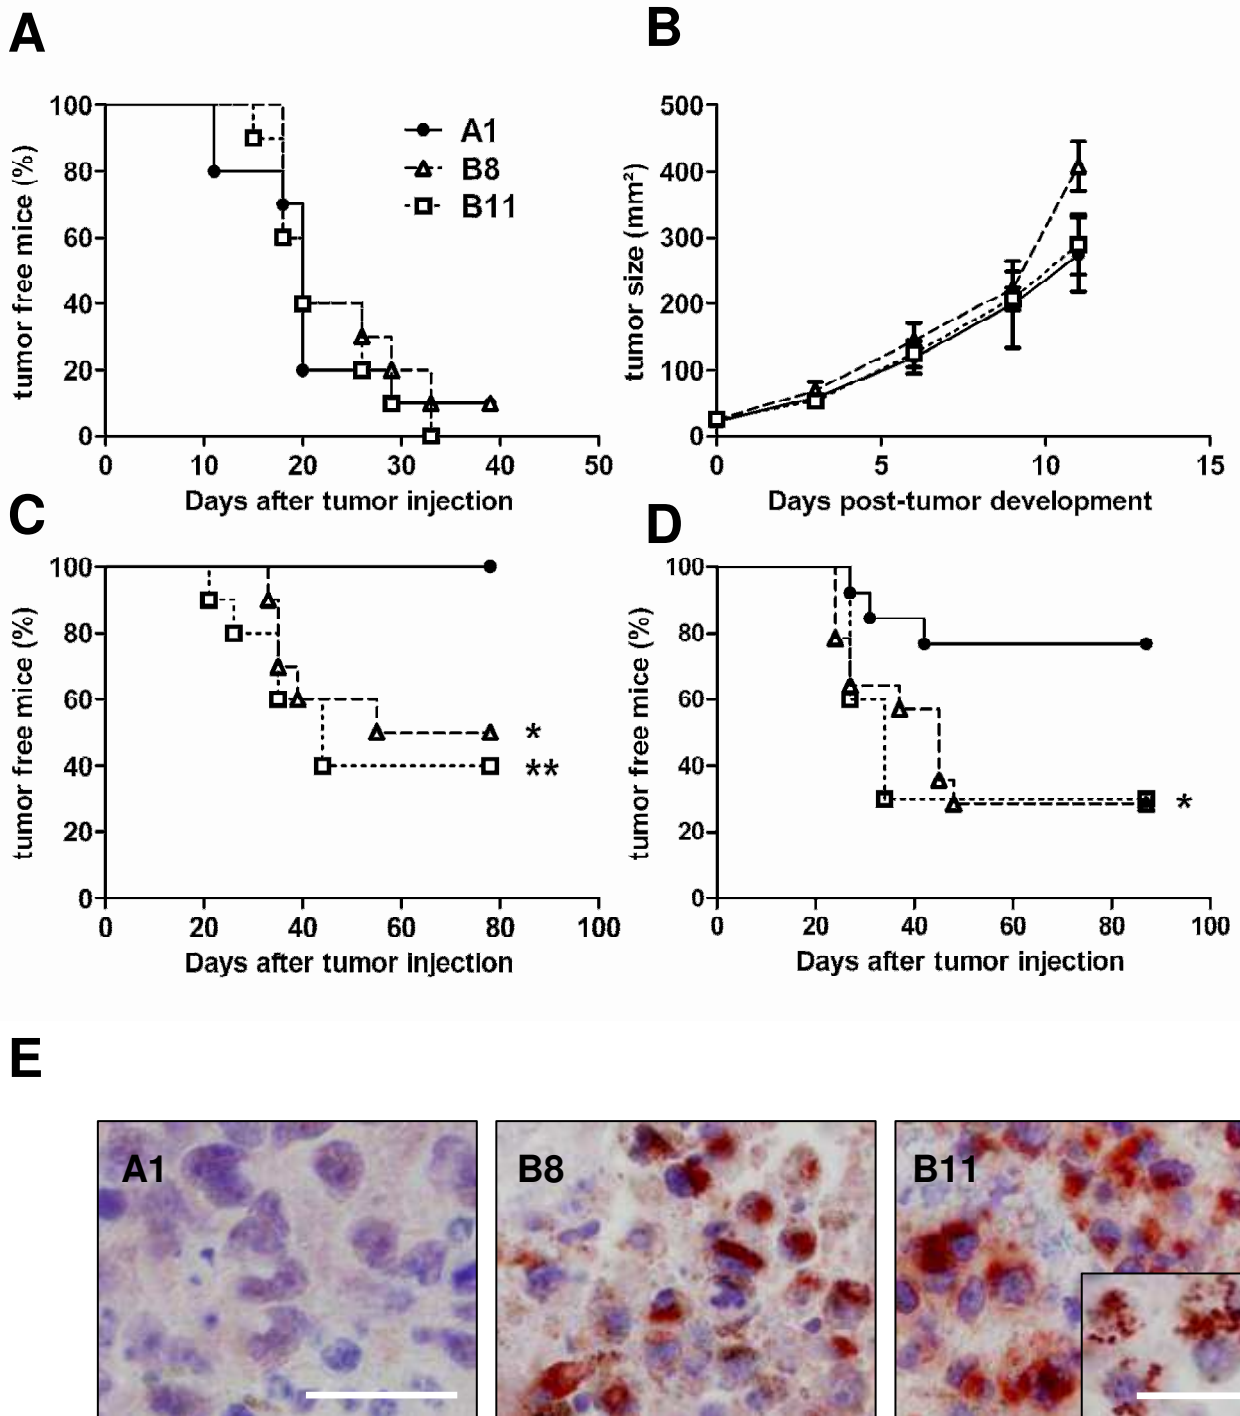 A
tumor free mice (%)
100
80
60
40
20
0
0 10 20 30 40 50
Days after tumor injection
A1
B8
B11
B
tumor size (mm²)
500
400
300
200
100
0
0 5 10 15
Days post-tumor development
C
tumor free mice (%)
100
80
60
40
20
0
0 20 40 60 80 100
Days after tumor injection
*
**
D
tumor free mice (%)
100
80
60
40
20
0
0 20 40 60 80 100
Days after tumor injection
*
E
A1
B8
B11